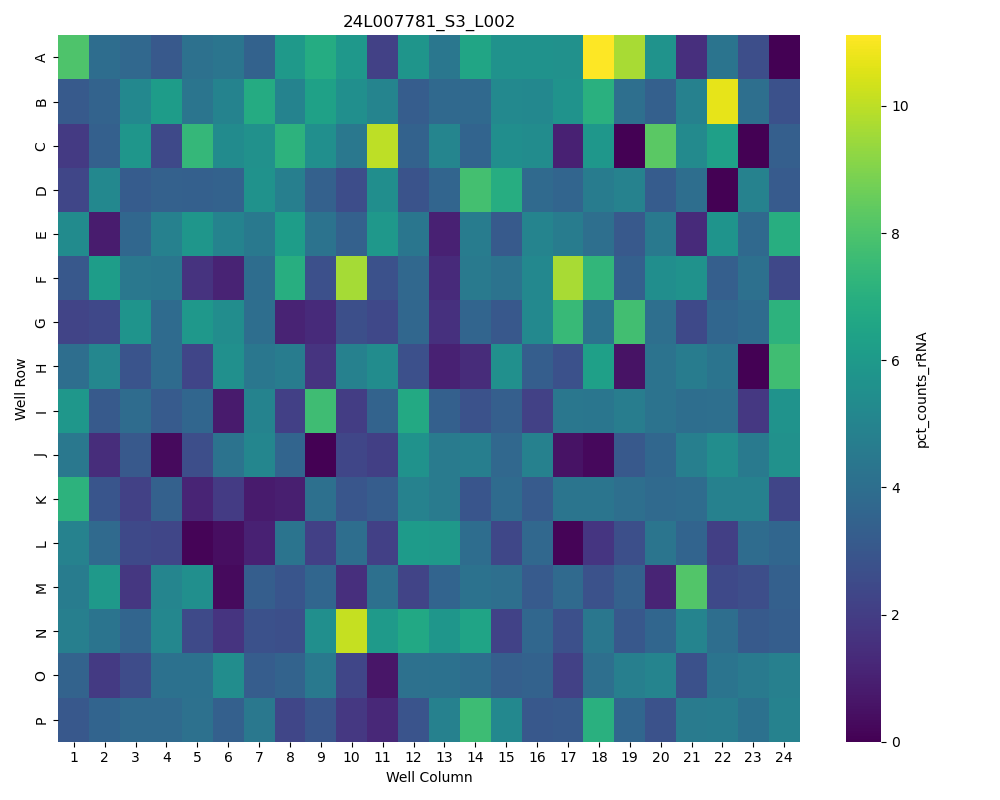 24L007781_S3_L002
A
B
C
D
E
F
G
H
I
J
K
L
M
N
O
P
Well Row
1 2 3 4 5 6 7 8 9 10 11 12 13 14 15 16 17 18 19 20 21 22 23 24
Well Column
10
8
6
4
2
0
pct_counts_rRNA